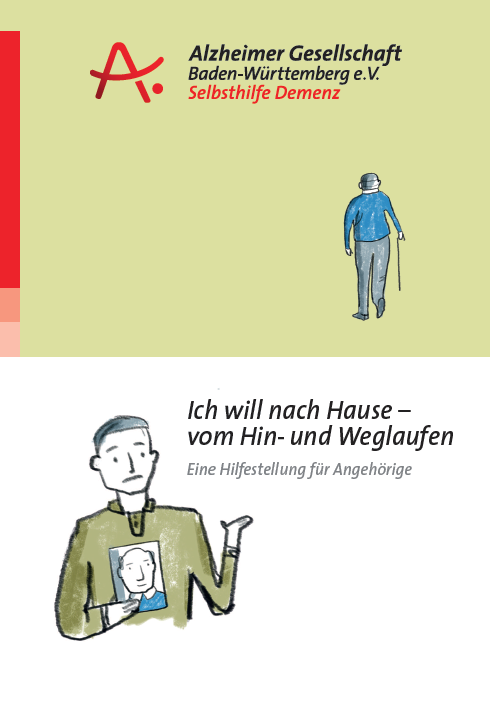 Alzheimer Gesellschaft
Baden-Württemberg e.V.
Selbsthilfe Demenz
Ich will nach Hause –
vom Hin- und Weglaufen
Eine Hilfestellung für Angehörige